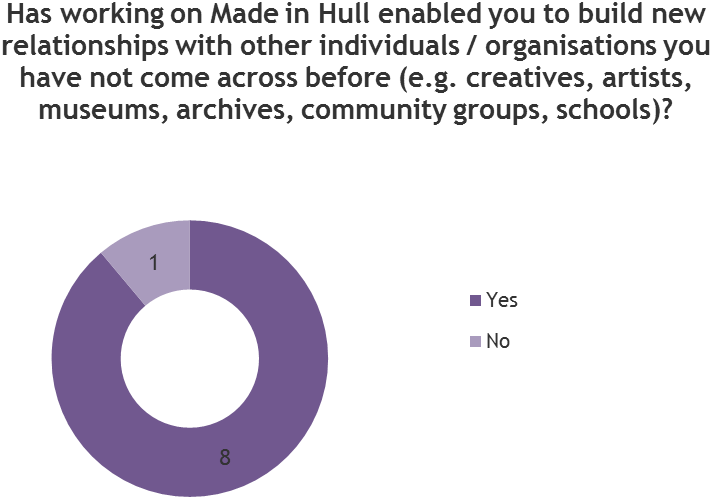 Has working on Made in Hull enabled you to build new
relationships with other individuals / organisations you
have not come across before (e.g. creatives, artists,
museums, archives, community groups, schools)?
1
Yes
No
8